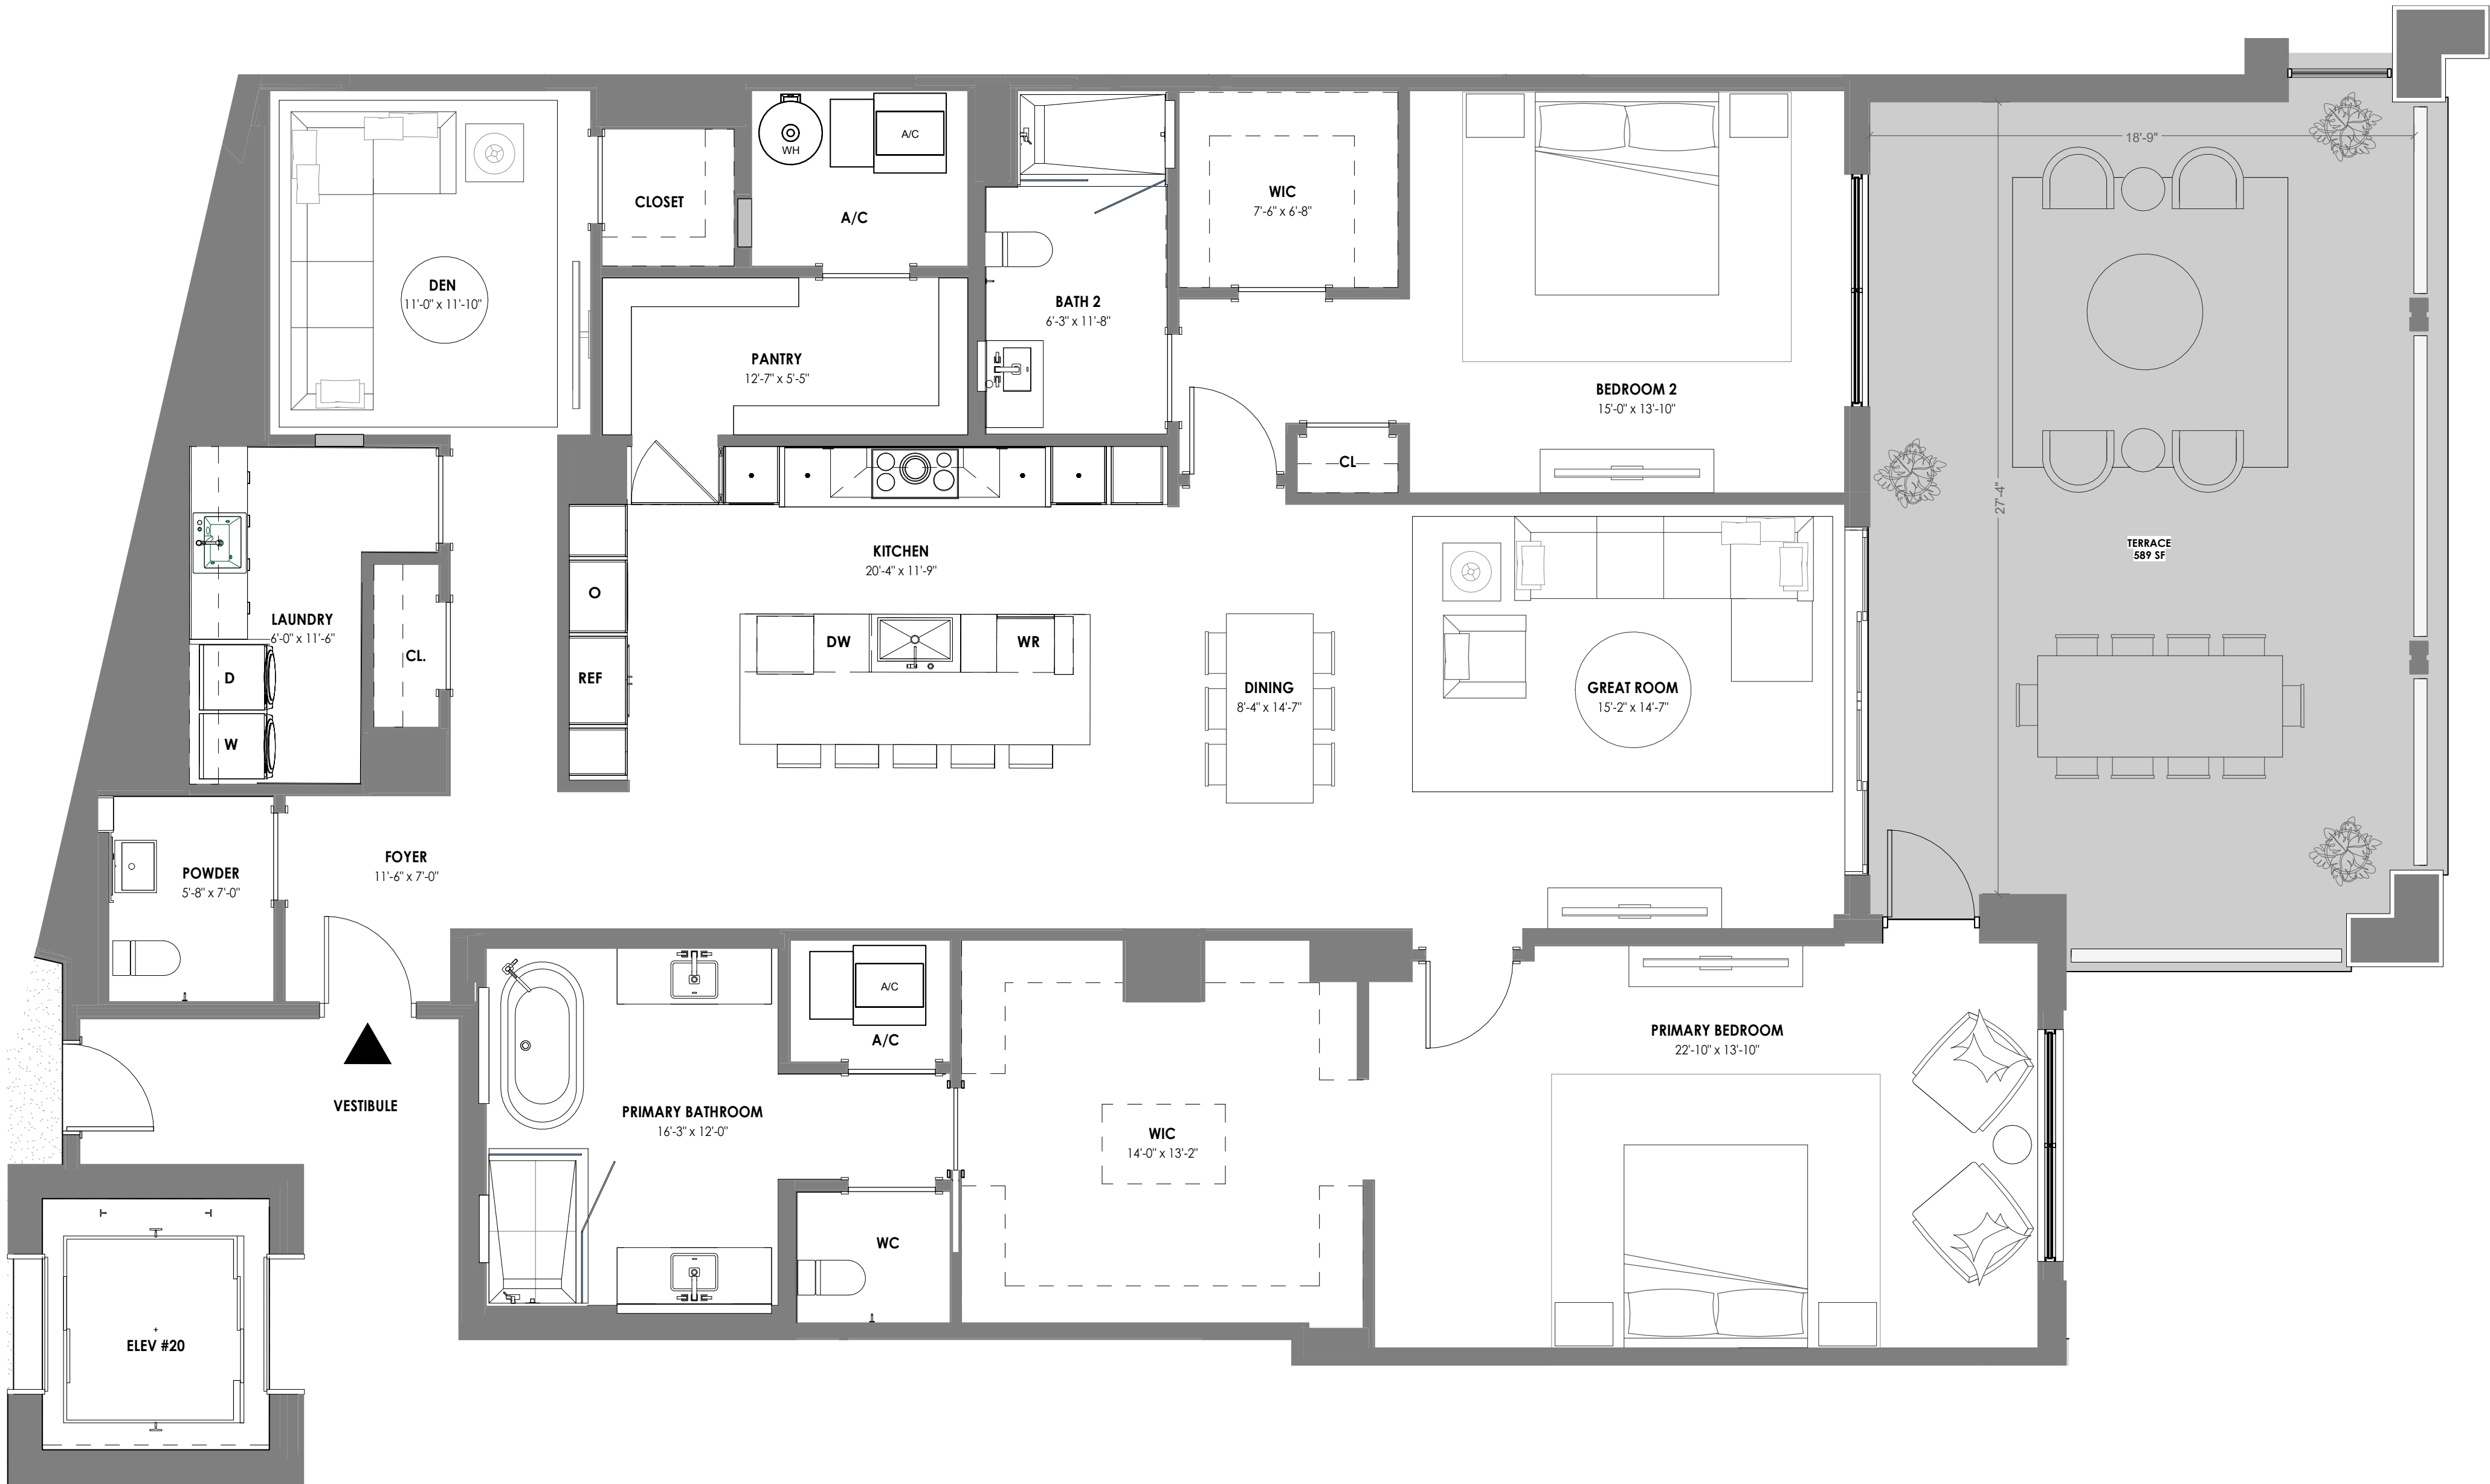 WH
A/C
A/C
CLOSET
WIC
7'-6" x 6'-8"
18'-9"
DEN
11'-0" x 11'-10"
BATH 2
6'-3" x 11'-8"
PANTRY
12'-7" x 5'-5"
BEDROOM 2
15'-0" x 13'-10"
CL
27'-4"
TERRACE
589 SF
KITCHEN
20'-4" x 11'-9"
O
LAUNDRY
6'-0" x 11'-6"
CL.
DW
WR
D
REF
DINING
8'-4" x 14'-7"
GREAT ROOM
15'-2" x 14'-7"
W
FOYER
11'-6" x 7'-0"
POWDER
5'-8" x 7'-0"
A/C
A/C
PRIMARY BEDROOM
22'-10" x 13'-10"
VESTIBULE
PRIMARY BATHROOM
16'-3" x 12'-0"
WIC
14'-0" x 13'-2"
WC
ELEV #20